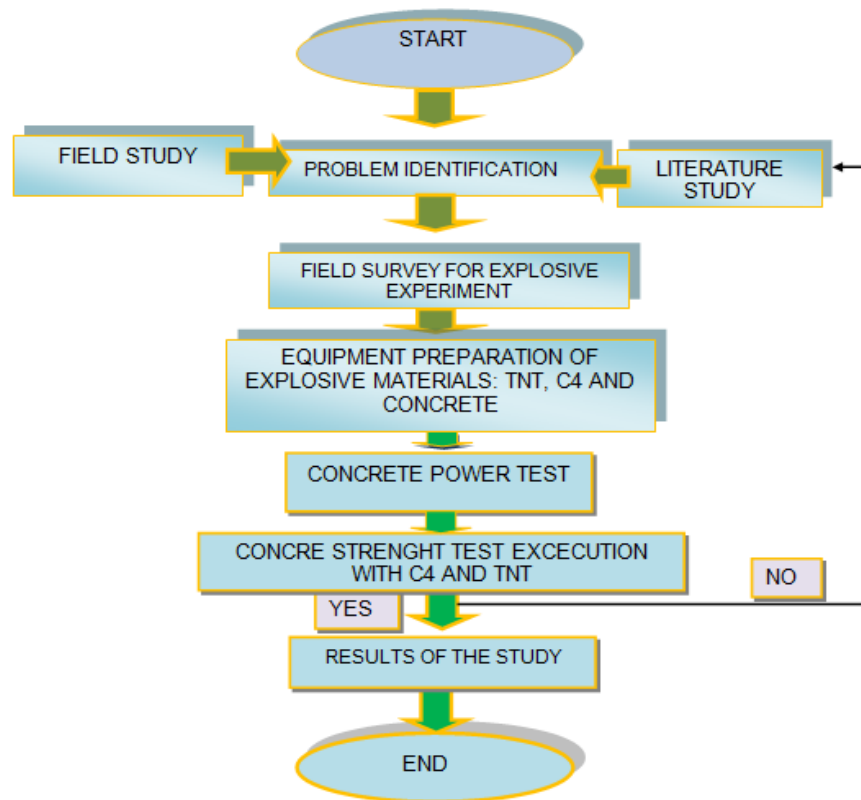 START
FIELD STUDY
PROBLEM IDENTIFICATION
LITERATURE
STUDY
FIELD SURVEY FOR EXPLOSIVE
EXPERIMENT
EQUIPMENT PREPARATION OF
EXPLOSIVE MATERIALS: TNT, C4 AND
CONCRETE
CONCRETE POWER TEST
CONCRE STRENGHT TEST EXCECUTION
WITH C4 AND TNT
NO
YES
RESULTS OF THE STUDY
END